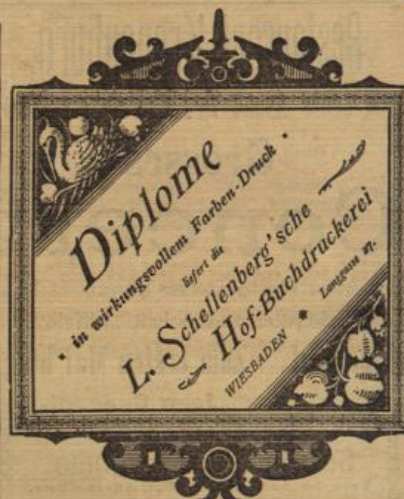 Diplome
in wirkungsvollem Farben-Druck
liefert die
L. Schellenberg'sche
Hof-Buchdruckerei
WIESBADEN * Langgasse 27.